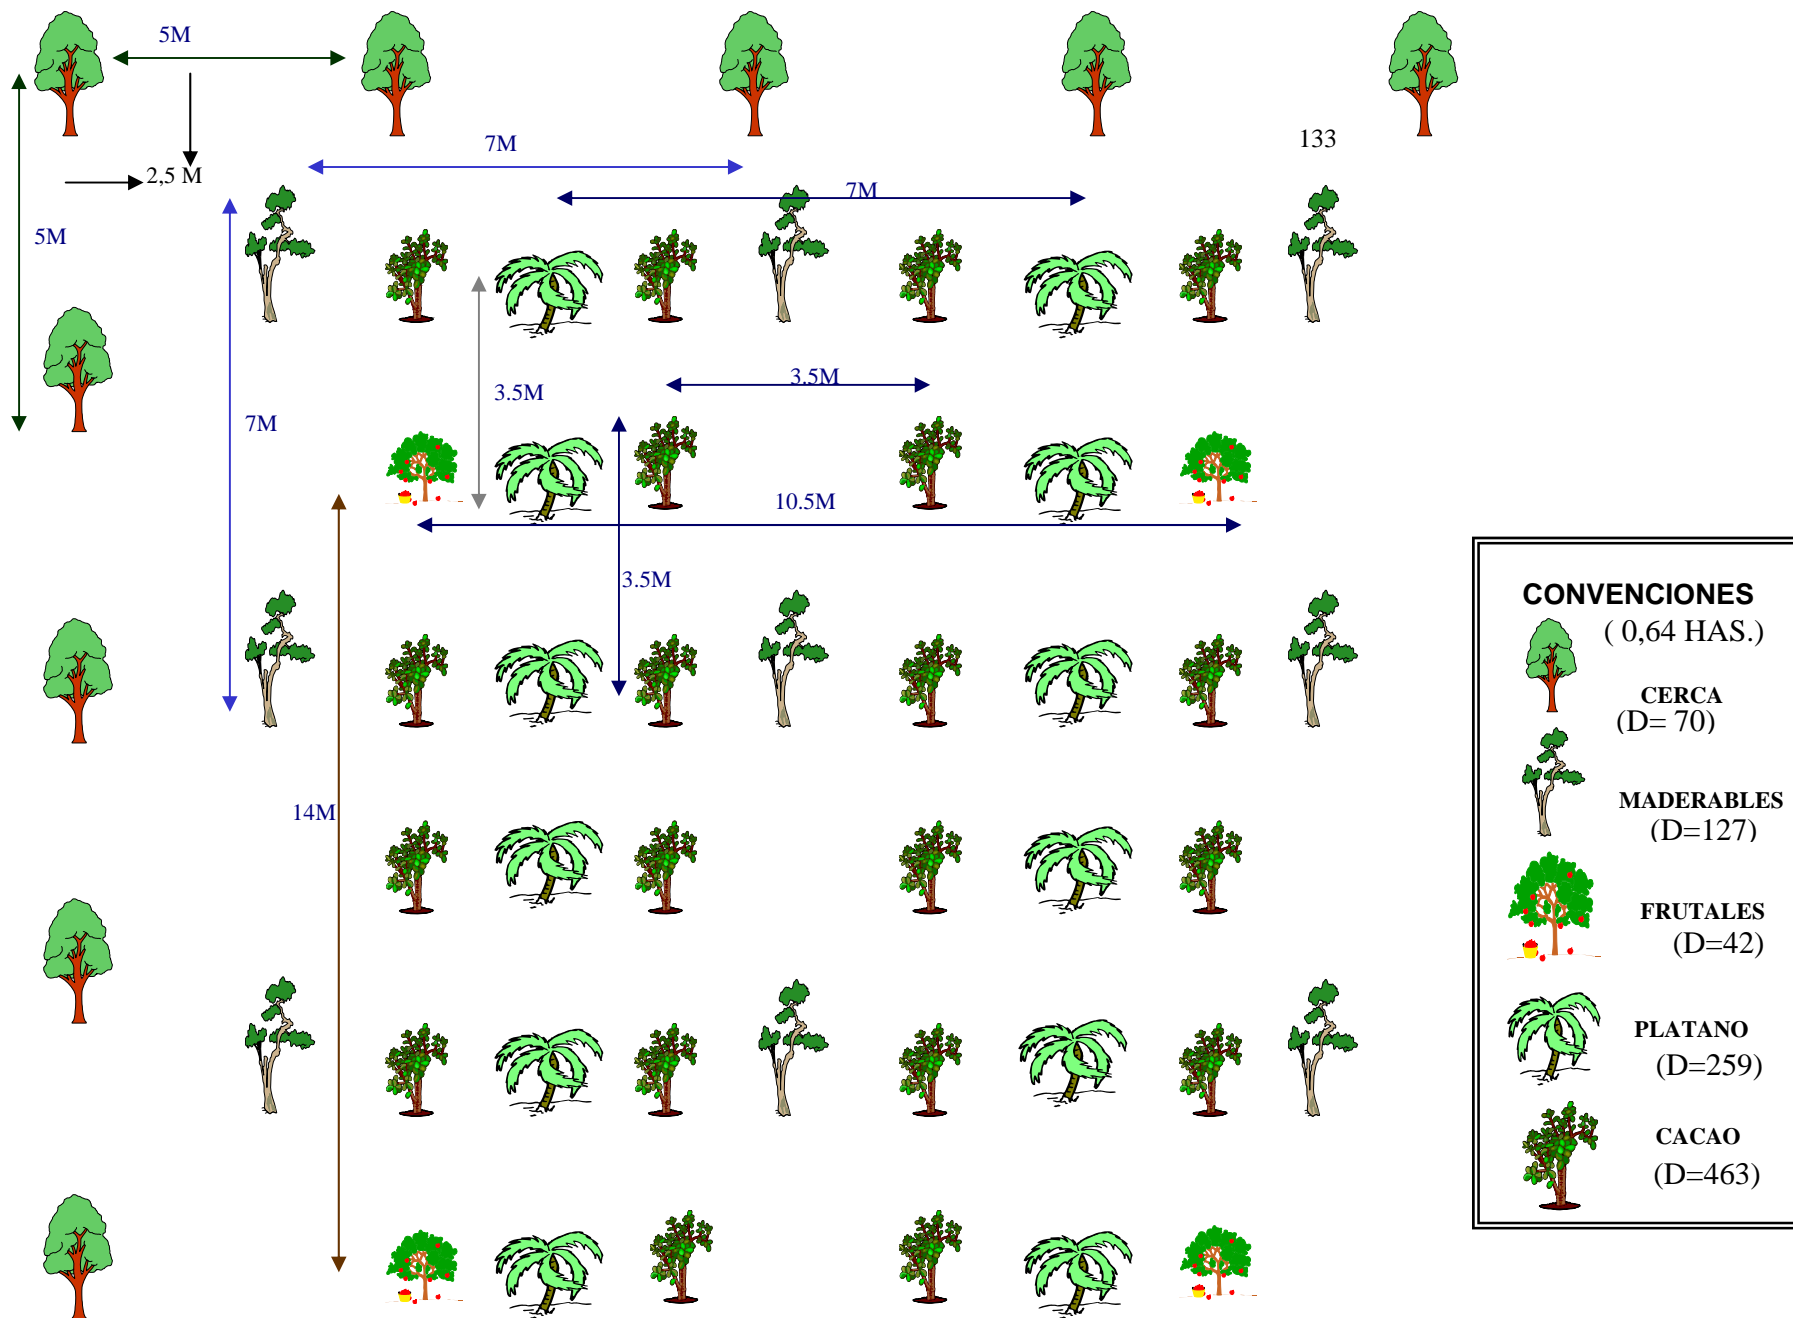 5M
133
7M
2,5 M
7M
5M
3.5M
3.5M
7M
10.5M
3.5M
14M
CONVENCIONES
( 0,64 HAS.)
CERCA
(D= 70)
MADERABLES
(D=127)
FRUTALES
(D=42)
PLATANO
(D=259)
CACAO
(D=463)